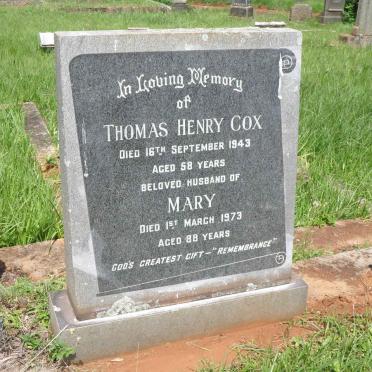 In Loving Memory
of
THOMAS HENRY COX
DIED 16TH SEPTEMBER 1943
AGED 58 YEARS
BELOVED HUSBAND OF
MARY
DIED 1ST MARCH 1973
AGED 88 YEARS
GOD'S GREATEST GIFT-"REMEMBRANCE"